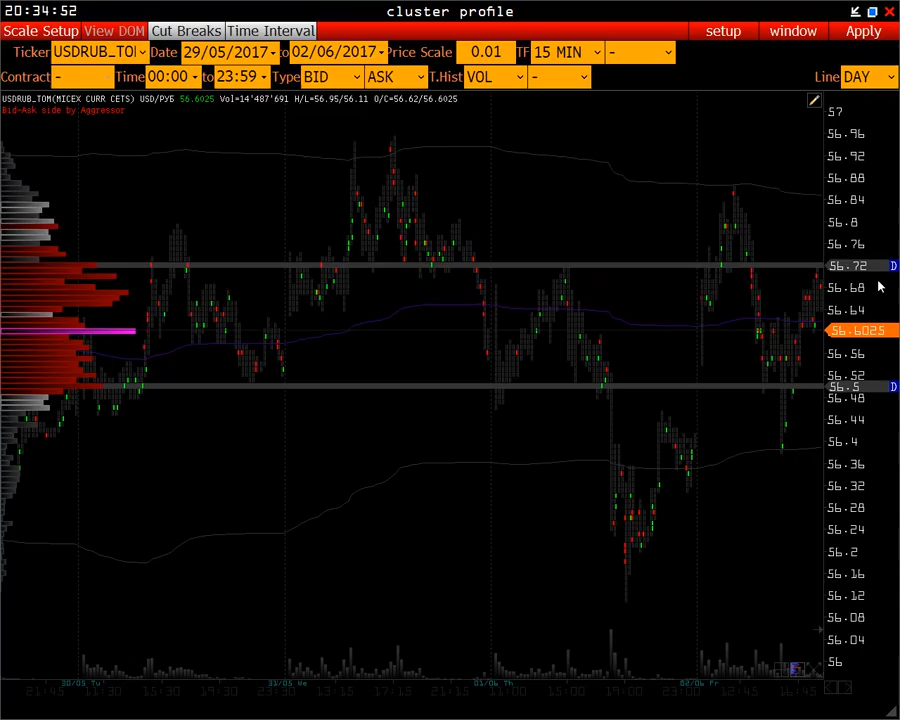 20:34:52 cluster profile
Scale Setup View DOM Cut Breaks Time Interval setup window Apply
Ticker USDRUB_TO Date 29/05/2017 to 02/06/2017 Price Scale 0.01 TF 15 MIN -
Contract - Time 00:00 to 23:59 Type BID ASK T.Hist VOL - Line DAY
USDRUB_TOM(MICEX CURR CETS) USD/РУБ 56.6025 Vol=14'487'691 H/L=56.95/56.11 O/C=56.62/56.6025
Bid-Ask side by Aggressor
57
56.96
56.92
56.88
56.84
56.8
56.76
56.72 D
56.68
56.64
56.6025
56.56
56.52
56.5 D
56.48
56.44
56.4
56.36
56.32
56.28
56.24
56.2
56.16
56.12
56.08
56.04
56
30/05 Tu 31/5 We 01/06 Th 02/06 Fr
21:45 11:30 15:30 19:30 23:30 13:15 17:15 11:00 15:00 19:00 23:00 12:45 16:45